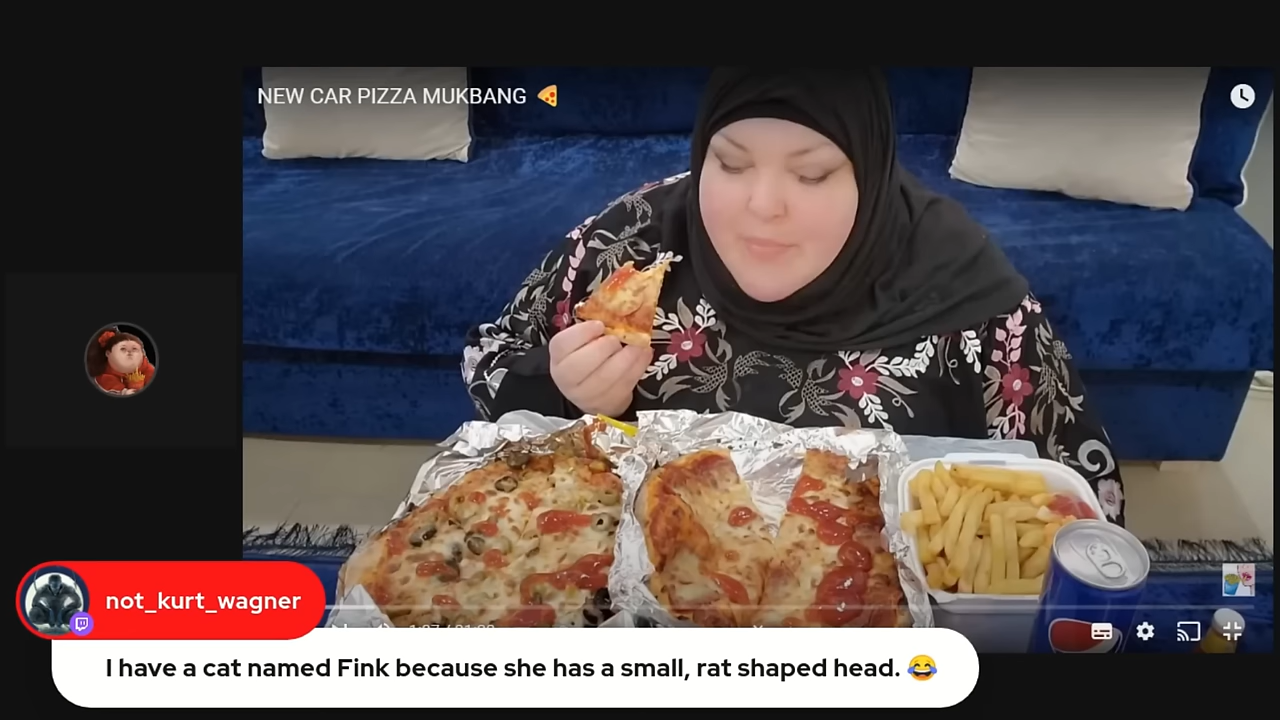 NEW CAR PIZZA MUKBANG 🍕
not_kurt_wagner
I have a cat named Fink because she has a small, rat shaped head. 😂